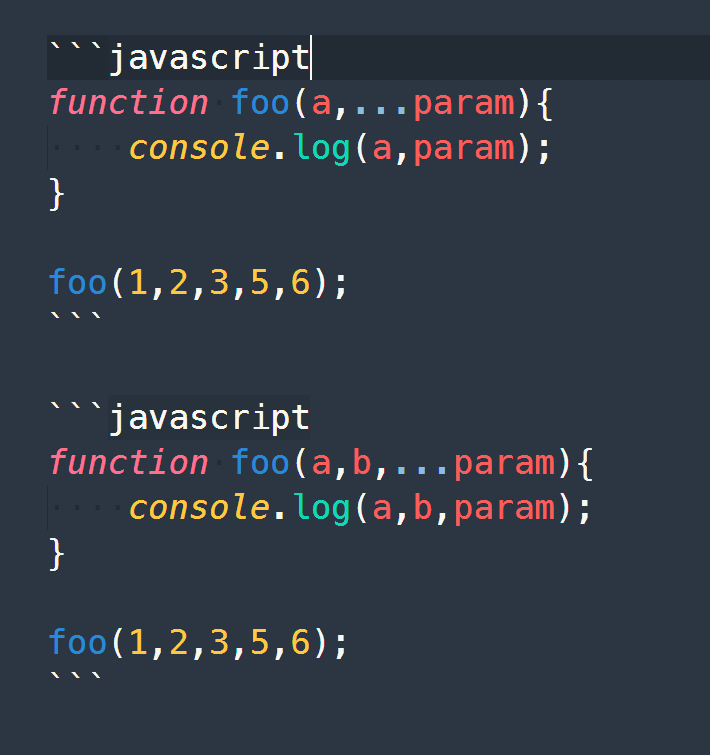 ```javascript
function foo(a,...param){
    console.log(a,param);
}

foo(1,2,3,5,6);
```

```javascript
function foo(a,b,...param){
    console.log(a,b,param);
}

foo(1,2,3,5,6);
```